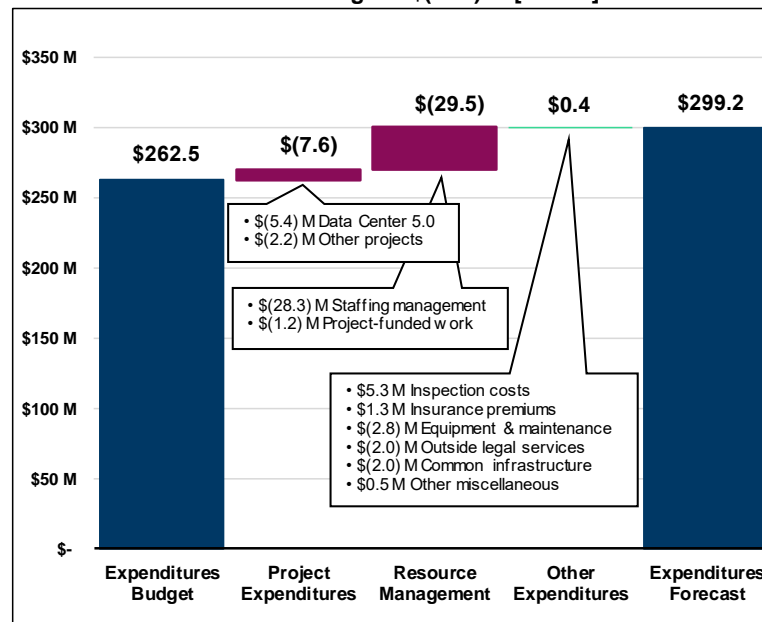 $350 M
$300 M
$250 M
$200 M
$150 M
$100 M
$50 M
$-
$262.5
$(7.6)
$(29.5)
$0.4
$299.2
• $(5.4) M Data Center 5.0
• $(2.2) M Other projects
• $(28.3) M Staffing management
• $(1.2) M Project-funded work
• $5.3 M Inspection costs
• $1.3 M Insurance premiums
• $(2.8) M Equipment & maintenance
• $(2.0) M Outside legal services
• $(2.0) M Common infrastructure
• $0.5 M Other miscellaneous
Expenditures
Budget
Project
Expenditures
Resource
Management
Other
Expenditures
Expenditures
Forecast